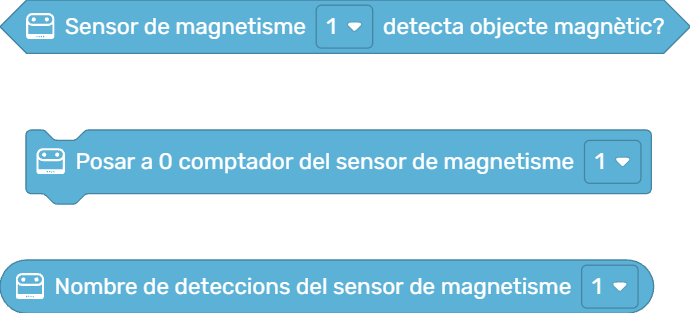 Sensor de magnetisme 1 detecta objecte magnètic?
Posar a 0 comptador del sensor de magnetisme 1
Nombre de deteccions del sensor de magnetisme 1